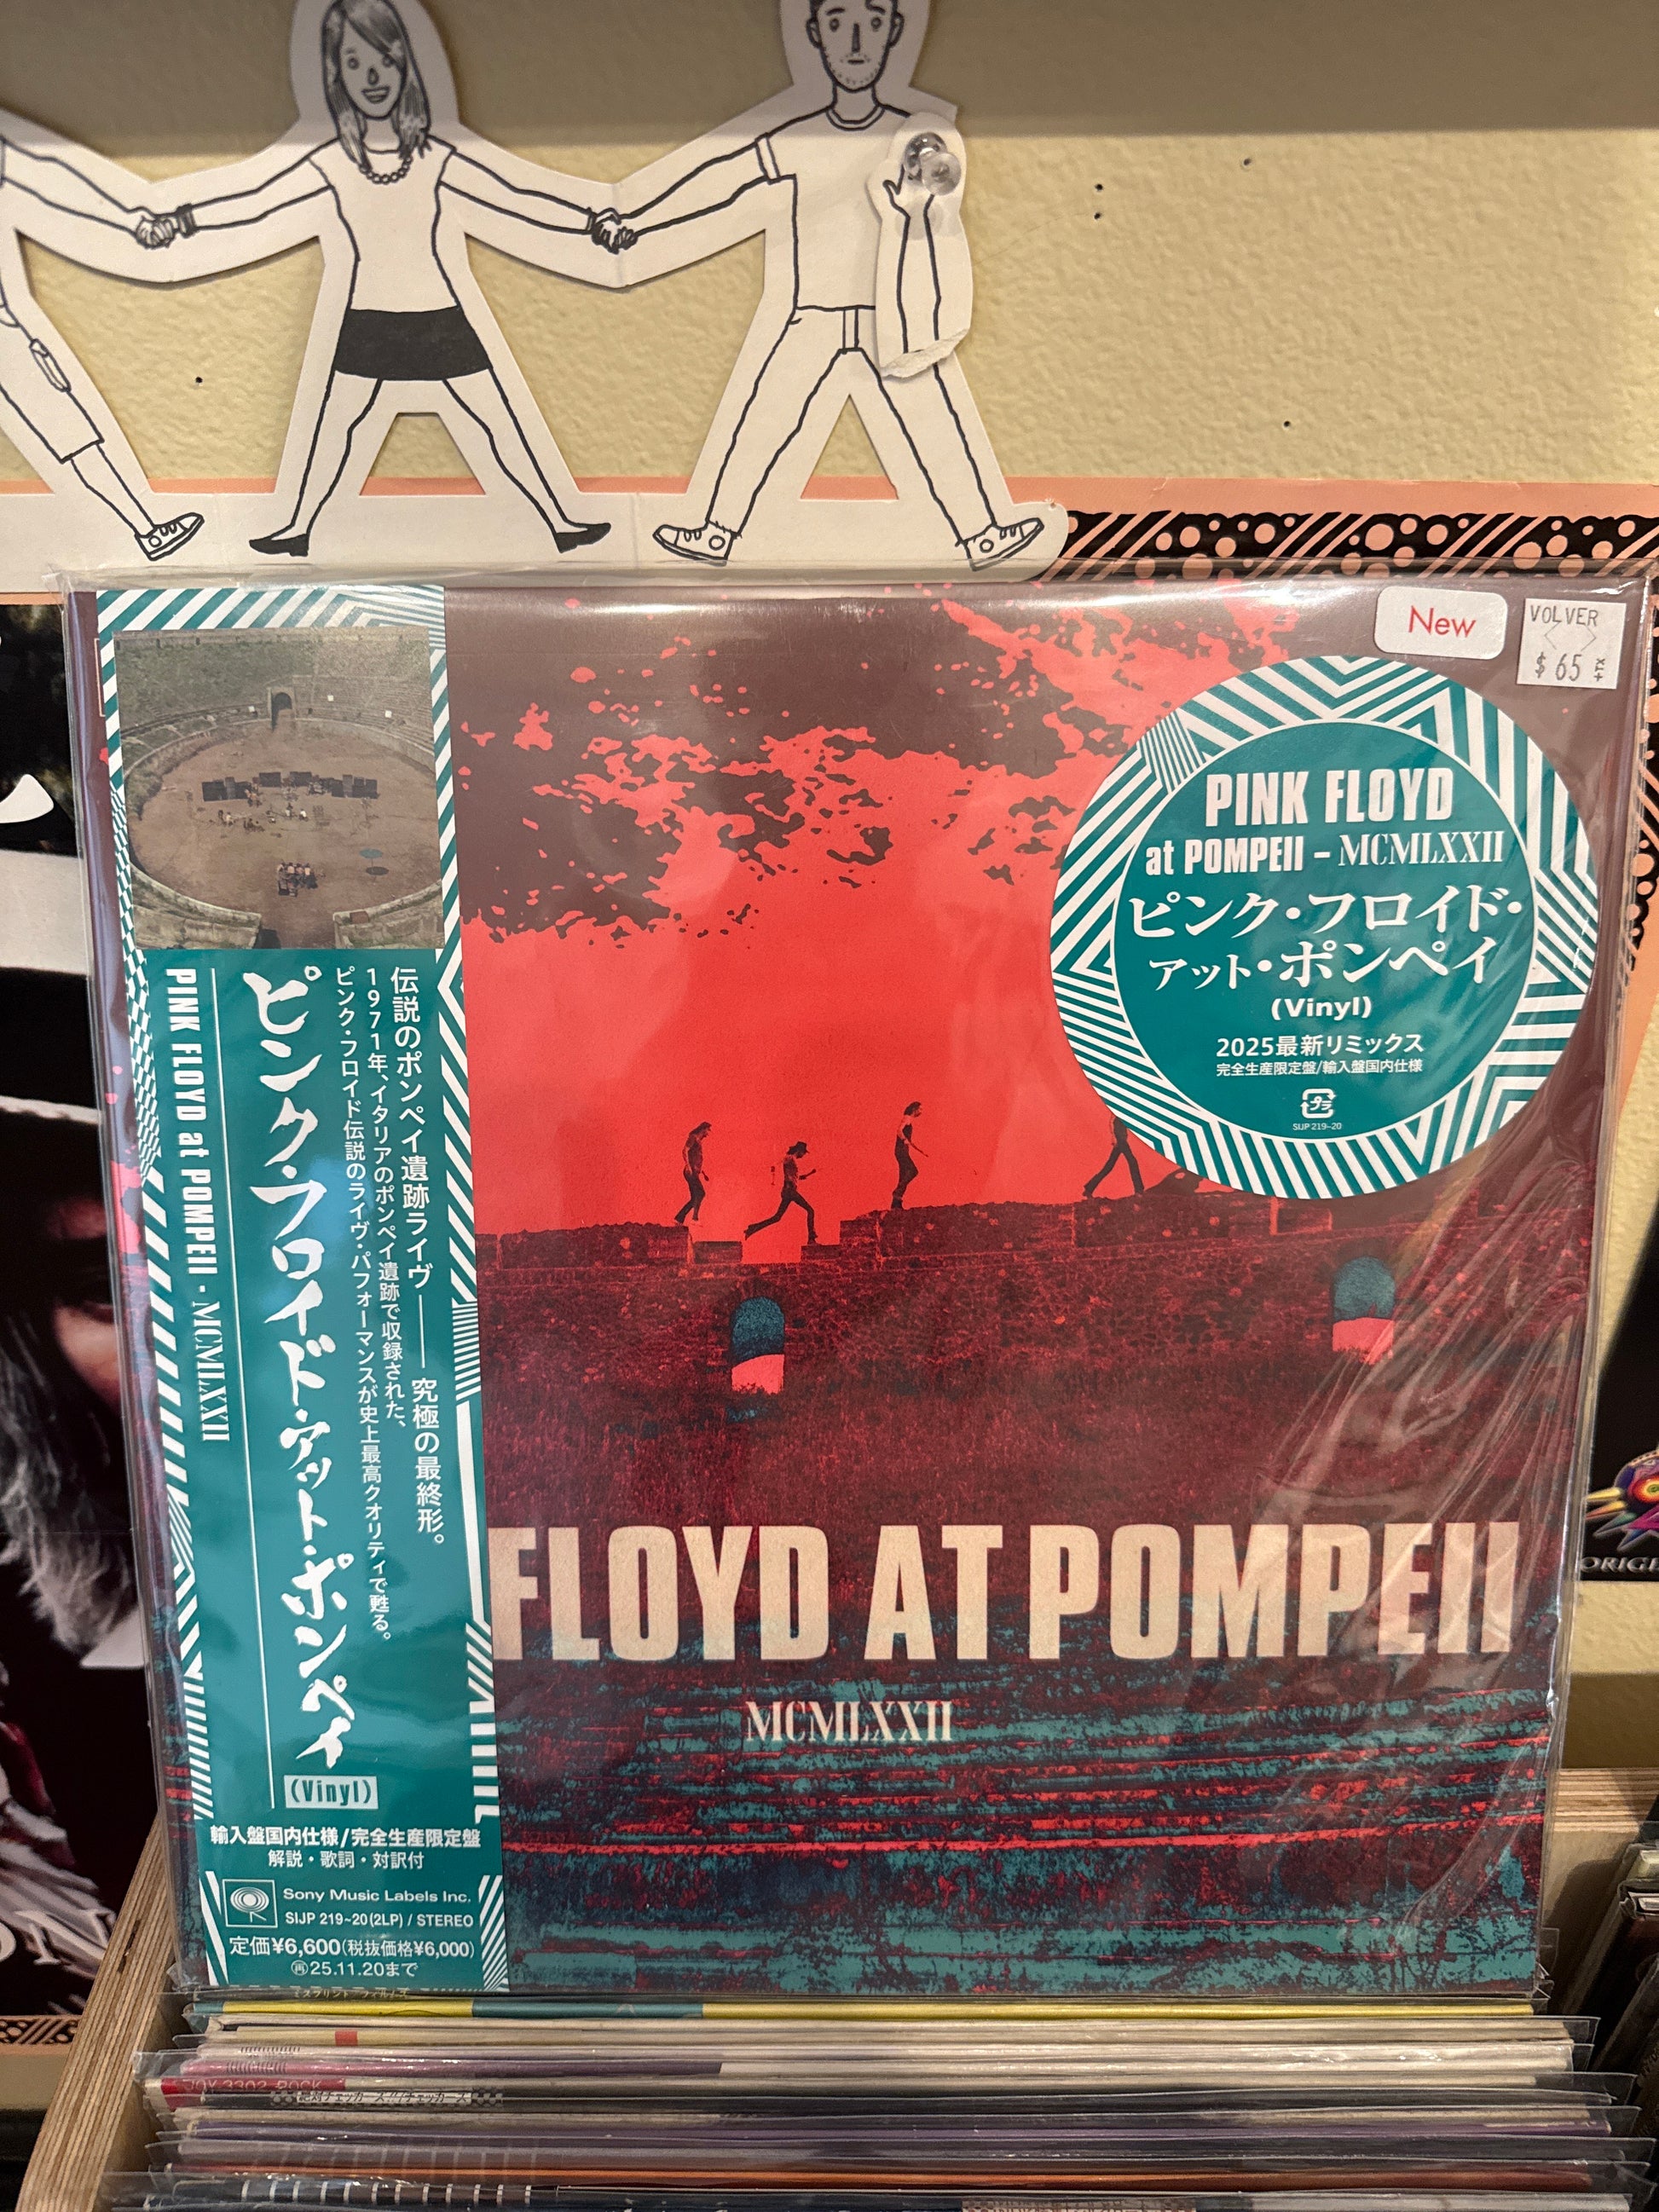 New
VOLVER
$ 65 +TX
PINK FLOYD
at POMPEII – MCMLXXII
ピンク・フロイド・
アット・ポンペイ
(Vinyl)
2025最新リミックス
完全生産限定盤/輸入盤国内仕様
プラ
SIJP 219~20
伝説のポンペイ遺跡ライヴ―― 究極の最終形。
1971年、イタリアのポンペイ遺跡で収録された、
ピンク・フロイド伝説のライヴ・パフォーマンスが史上最高クオリティで甦る。
ピンク・フロイド・アット・ポンペイ
(Vinyl)
PINK FLOYD at POMPEII - MCMLXXII
輸入盤国内仕様/完全生産限定盤
解説・歌詞・対訳付
Sony Music Labels Inc.
SIJP 219~20(2LP) / STEREO
定価¥6,600(税抜価格¥6,000)
㋐25.11.20まで
FLOYD AT POMPEII
MCMLXXII
ORIGI
JOY 3302 ROCK